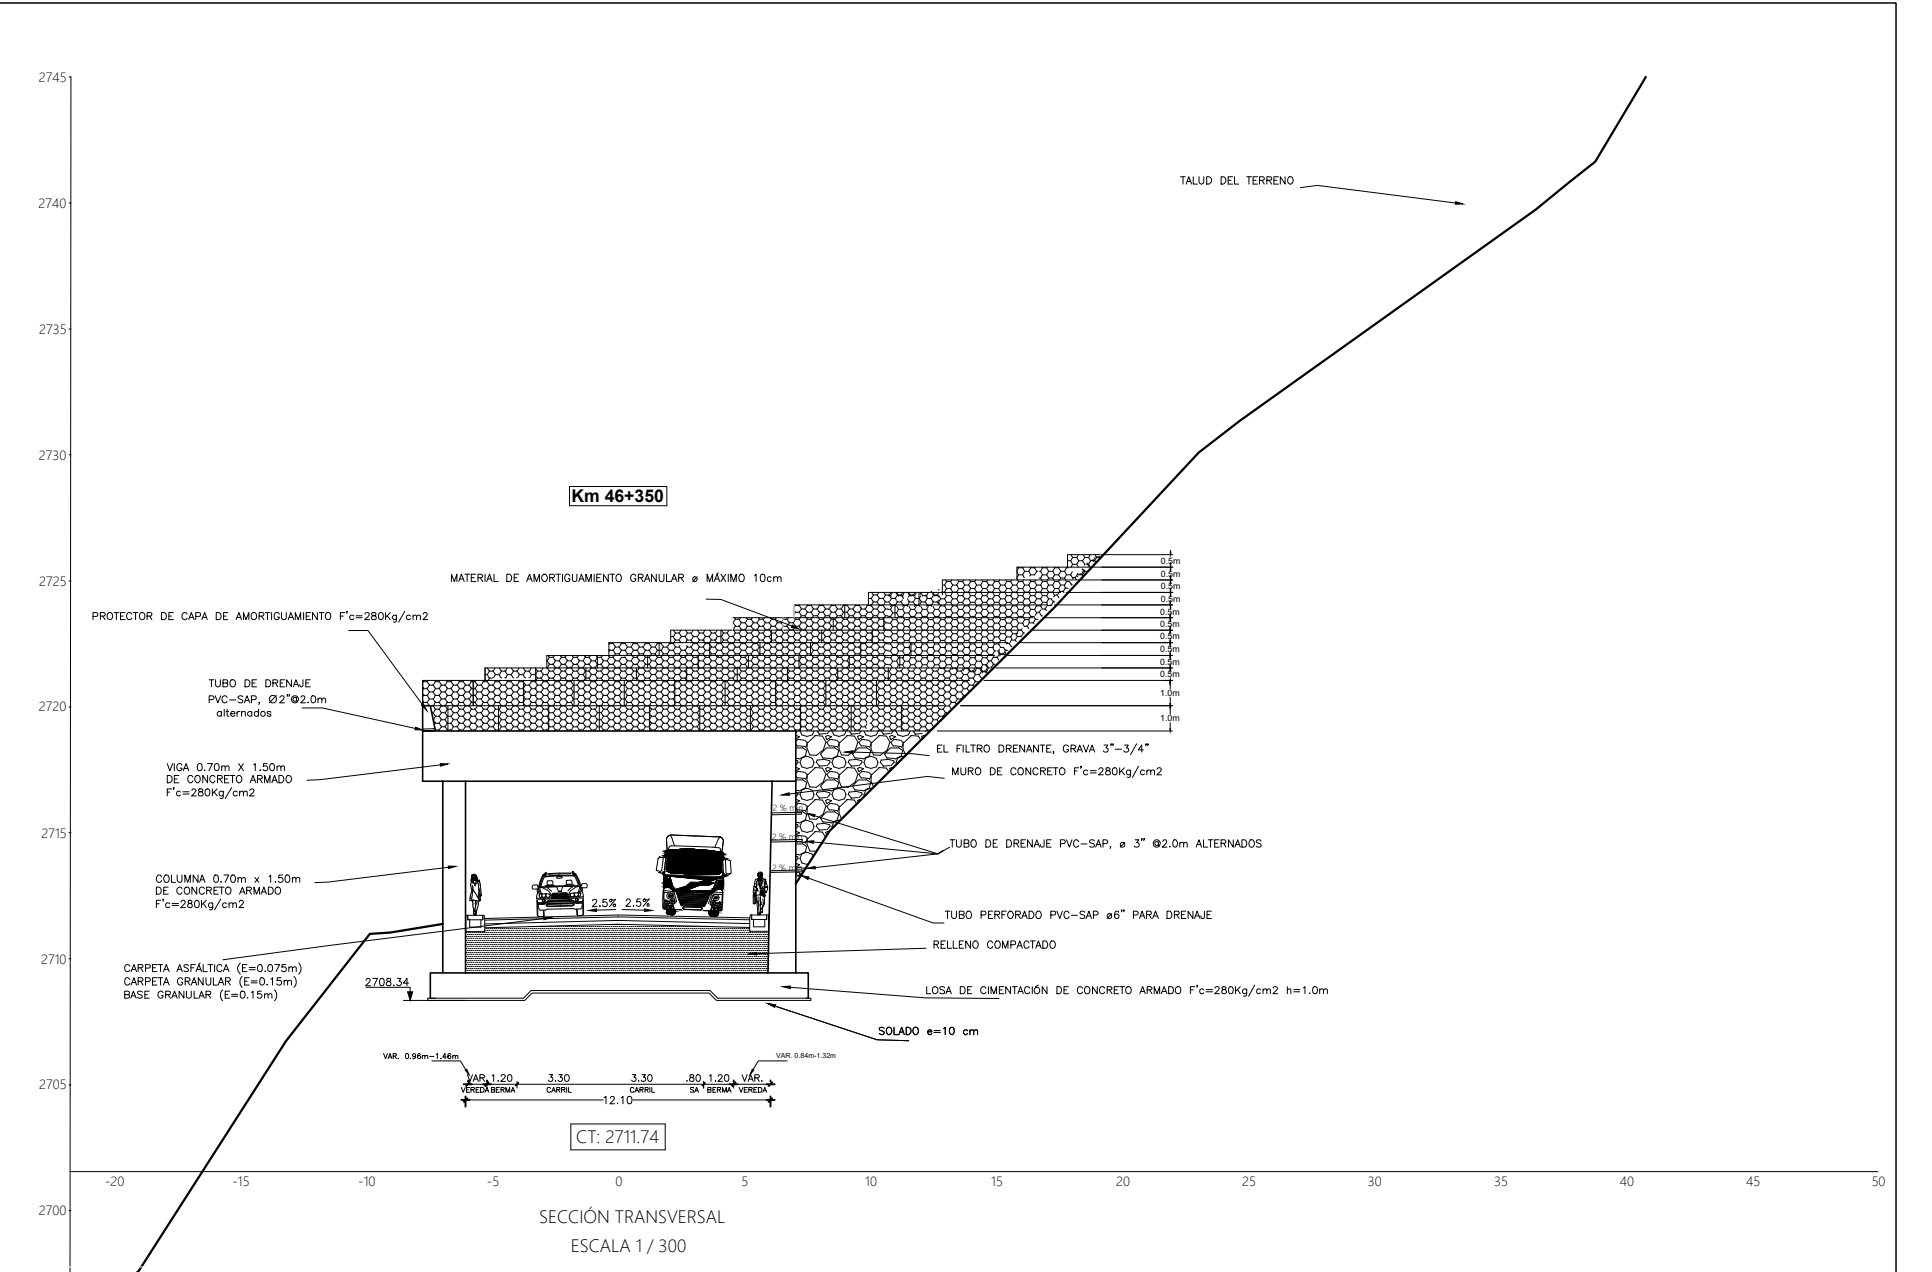 2745
2740
2735
2730
2725
2720
2715
2710
2705
2700
TALUD DEL TERRENO
Km 46+350
MATERIAL DE AMORTIGUAMIENTO GRANULAR ø MÁXIMO 10cm
PROTECTOR DE CAPA DE AMORTIGUAMIENTO F'c=280Kg/cm2
TUBO DE DRENAJE
PVC-SAP, Ø2"@2.0m
alternados
VIGA 0.70m X 1.50m
DE CONCRETO ARMADO
F'c=280Kg/cm2
COLUMNA 0.70m x 1.50m
DE CONCRETO ARMADO
F'c=280Kg/cm2
CARPETA ASFÁLTICA (E=0.075m)
CARPETA GRANULAR (E=0.15m)
BASE GRANULAR (E=0.15m)
2708.34
0.5m
0.5m
0.5m
0.5m
0.5m
0.5m
0.5m
0.5m
0.5m
0.5m
1.0m
1.0m
EL FILTRO DRENANTE, GRAVA 3"-3/4"
MURO DE CONCRETO F'c=280Kg/cm2
2 % min
2 % min
2 % min
TUBO DE DRENAJE PVC-SAP, ø 3" @2.0m ALTERNADOS
2.5% 2.5%
TUBO PERFORADO PVC-SAP ø6" PARA DRENAJE
RELLENO COMPACTADO
LOSA DE CIMENTACIÓN DE CONCRETO ARMADO F'c=280Kg/cm2 h=1.0m
SOLADO e=10 cm
VAR. 0.96m-1.46m
VAR. 0.84m-1.32m
VAR. 1.20 3.30 3.30 .80 1.20 VAR.
VEREDA BERMA CARRIL CARRIL SA BERMA VEREDA
12.10
CT: 2711.74
-20 -15 -10 -5 0 5 10 15 20 25 30 35 40 45 50
SECCIÓN TRANSVERSAL
ESCALA 1 / 300